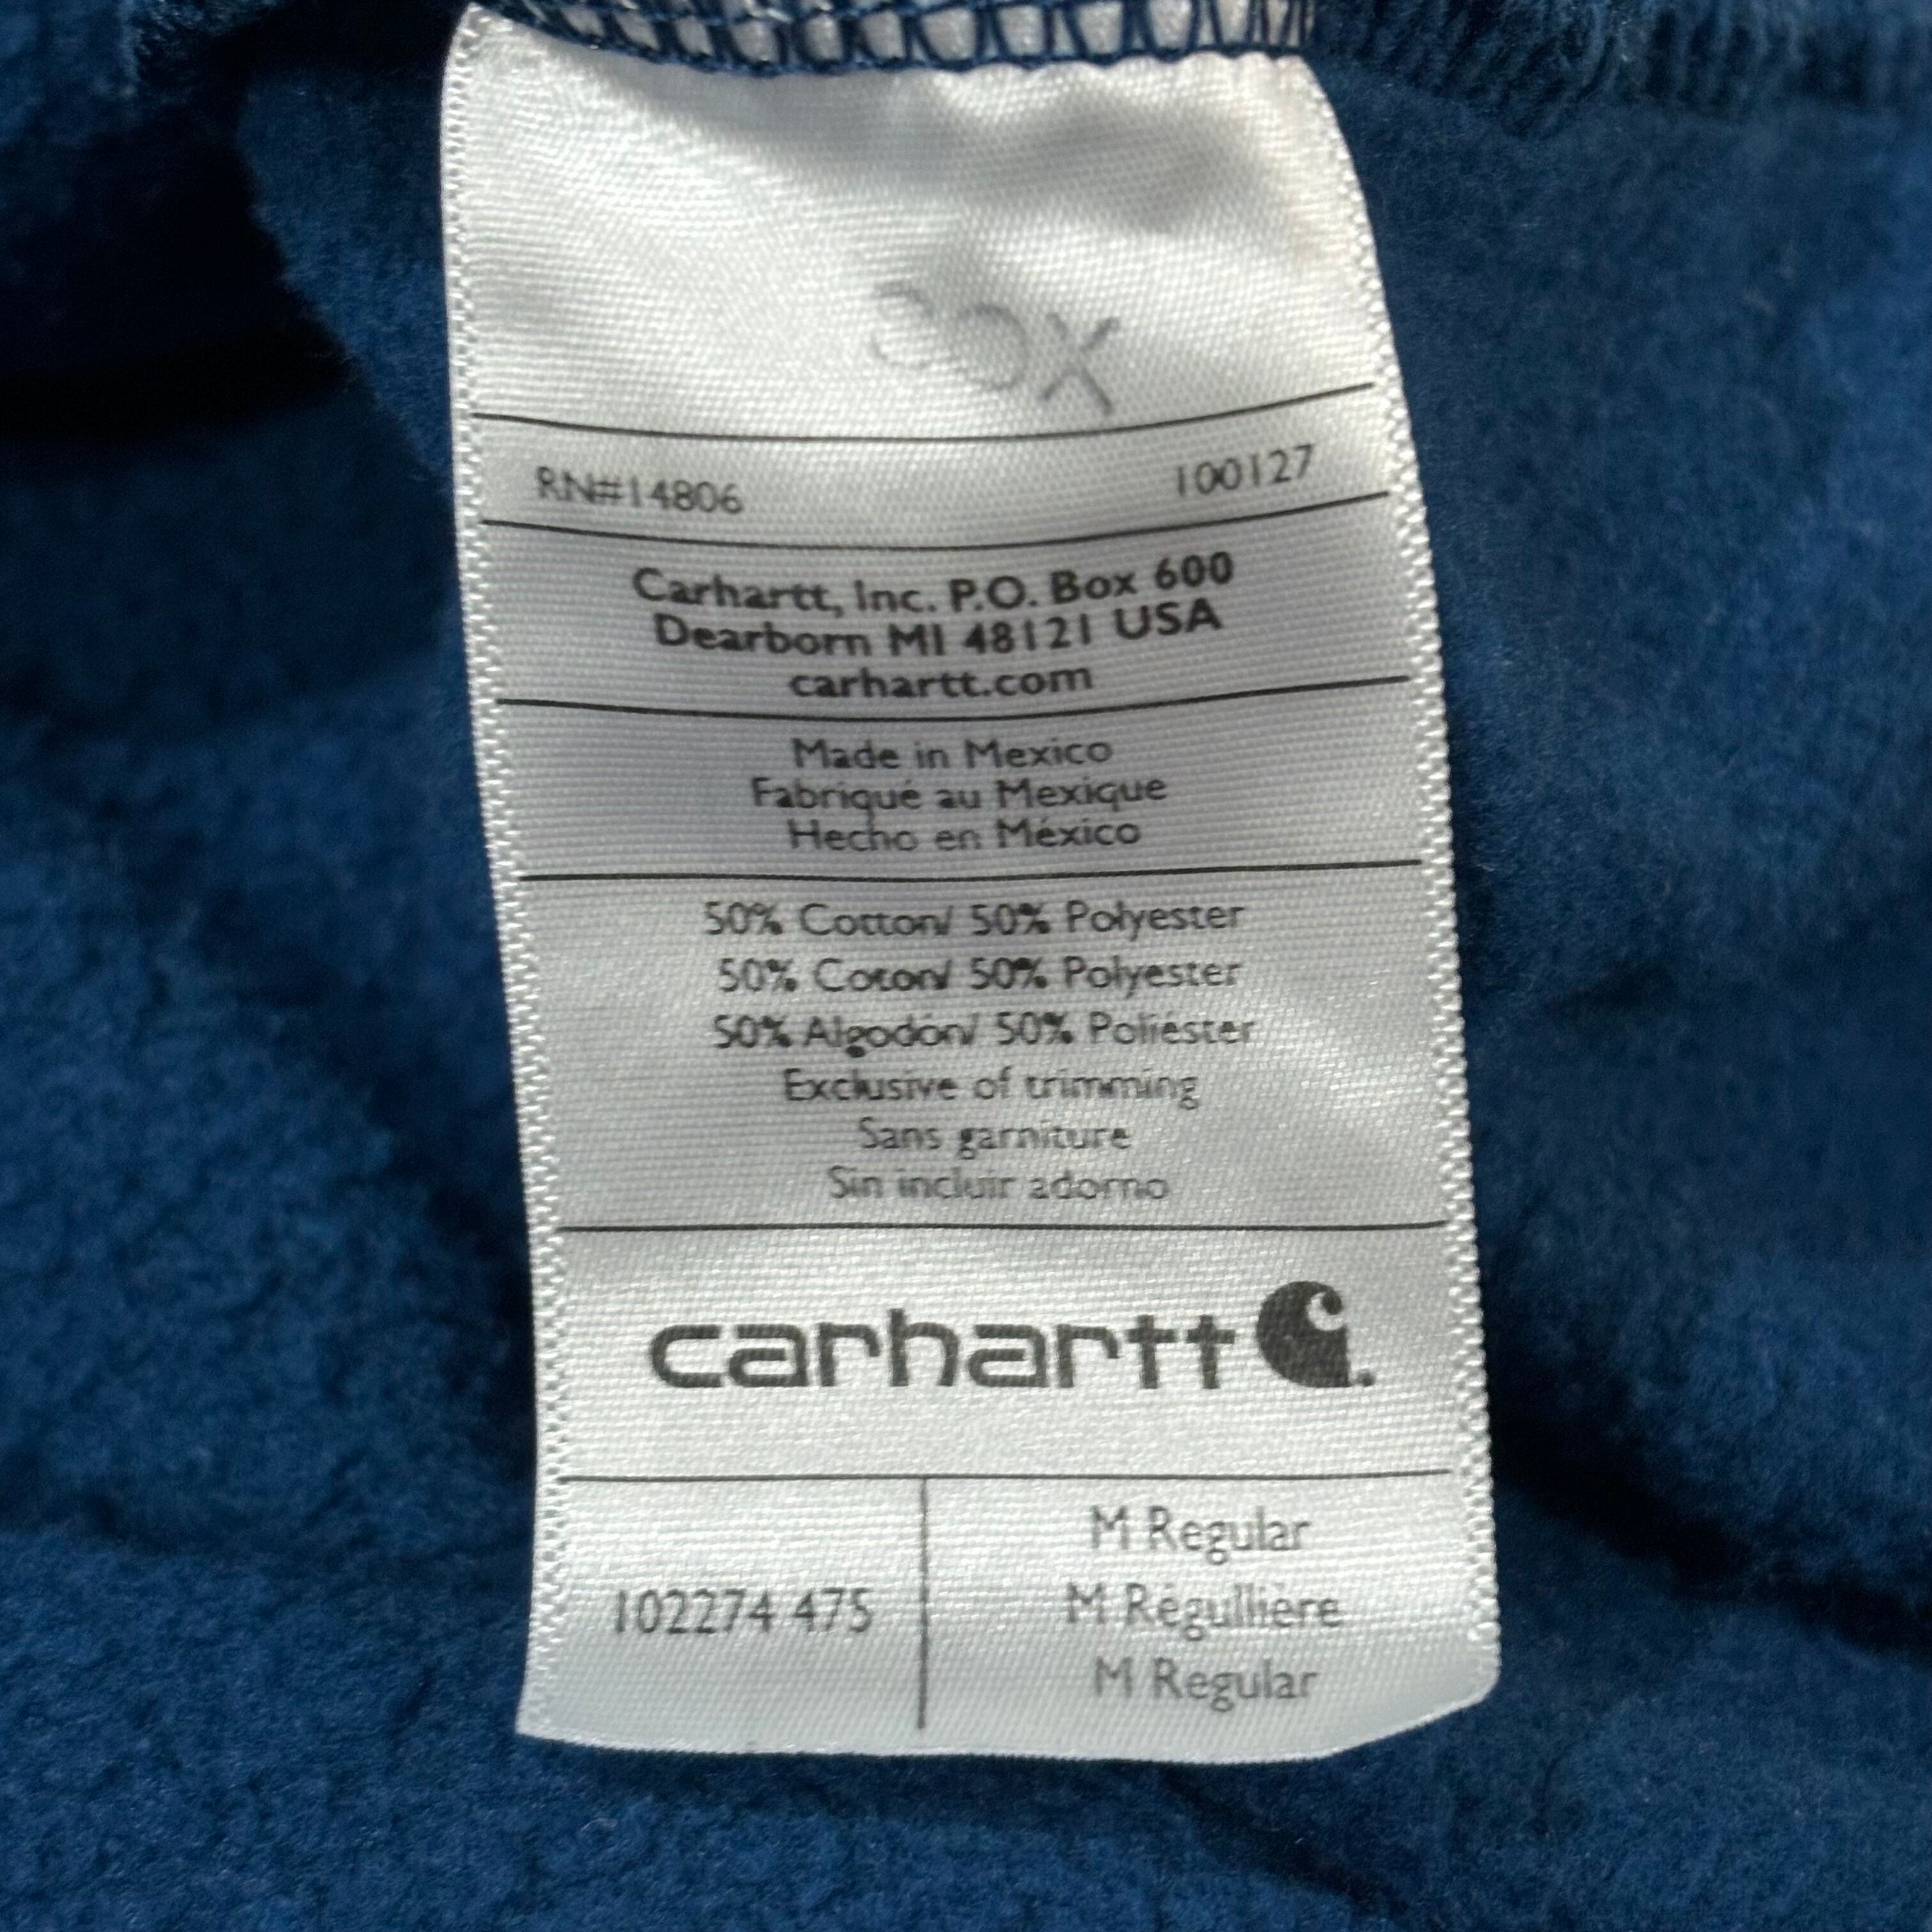 COX
RN#14806 100127
Carhartt, Inc. P.O. Box 600
Dearborn MI 48121 USA
carhartt.com
Made in Mexico
Fabriqué au Mexique
Hecho en México
50% Cotton/ 50% Polyester
50% Coton/ 50% Polyester
50% Algodón/ 50% Poliéster
Exclusive of trimming
Sans garniture
Sin incluir adorno
carhartt
102274 475
M Regular
M Régullière
M Regular